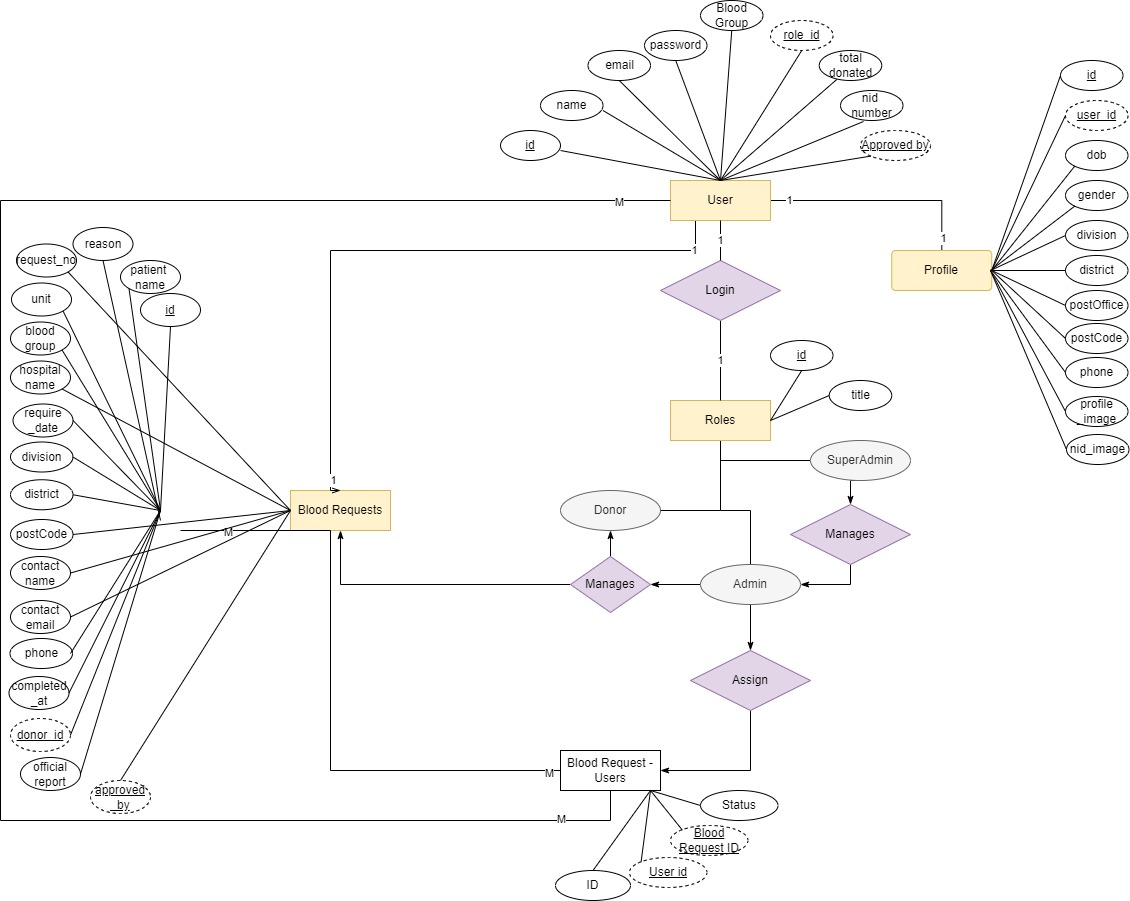 Blood
Group
role_id
password
total
donated
email
nid
number
name
id
Approved by
id
user_id
dob
gender
division
district
postOffice
postCode
phone
profile
_image
nid_image
User
M
1
1
1
1
Profile
Login
1
reason
request_no
patient
name
unit
id
blood
group
hospital
name
require
_date
division
district
postCode
contact
name
contact
email
phone
completed
_at
donor_id
official
report
approved
_by
id
title
Roles
SuperAdmin
1
Blood Requests
M
Donor
Manages
Manages
Admin
Assign
Blood Request -
Users
M
M
Status
Blood
Request ID
User id
ID